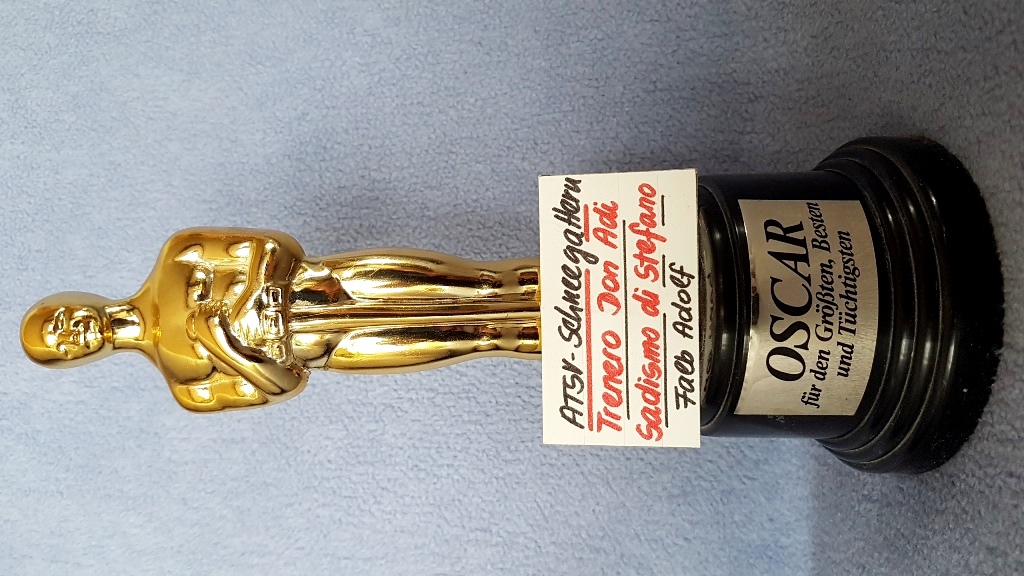 ATSV-Schneegattern
Trenero Don Adi
Sadismo di Stefano
Falb Adolf
OSCAR
für den Größten, Besten
und Tüchtigsten